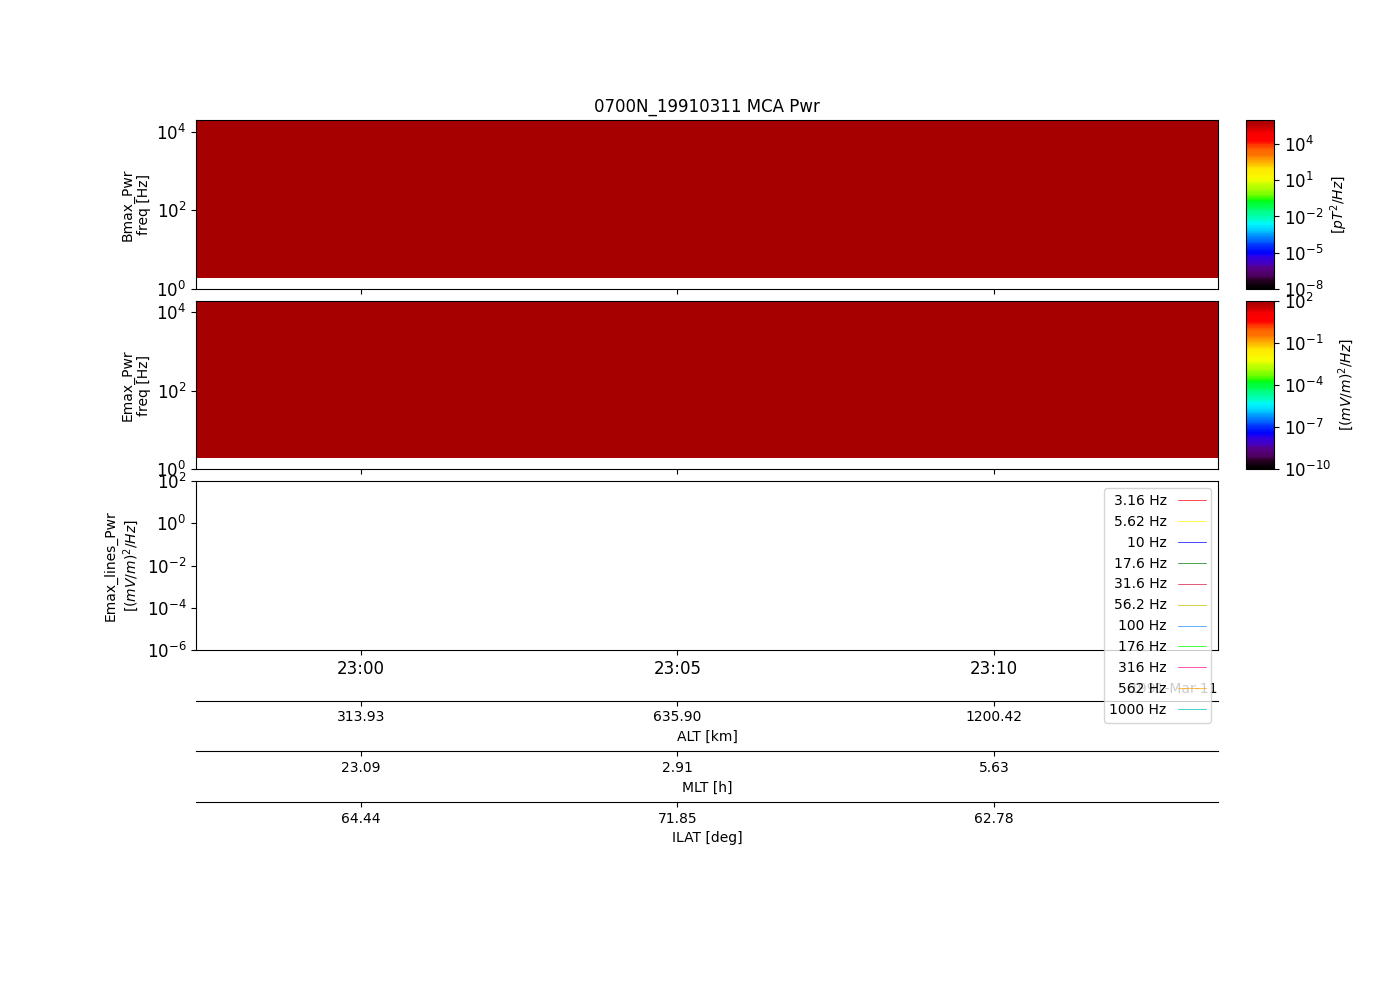 0700N_19910311 MCA Pwr
10^4
10^2
10^0
Bmax_Pwr
freq [Hz]
10^4
10^1
10^-2
10^-5
10^-8
[pT^2/Hz]
10^4
10^2
10^0
Emax_Pwr
freq [Hz]
10^2
10^-1
10^-4
10^-7
10^-10
[(mV/m)^2/Hz]
10^2
10^0
10^-2
10^-4
10^-6
Emax_lines_Pwr
[(mV/m)^2/Hz]
3.16 Hz
5.62 Hz
10 Hz
17.6 Hz
31.6 Hz
56.2 Hz
100 Hz
176 Hz
316 Hz
562 Hz
1000 Hz
23:00 23:05 23:10
-Mar-11
313.93 635.90 1200.42
ALT [km]
23.09 2.91 5.63
MLT [h]
64.44 71.85 62.78
ILAT [deg]